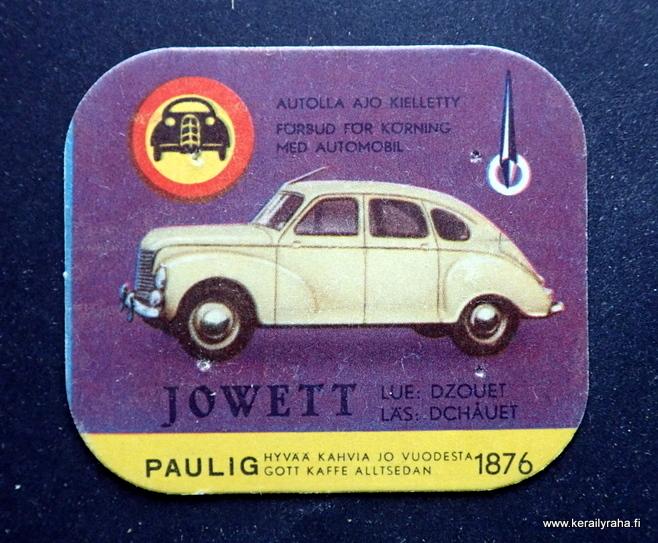 AUTOLLA AJO KIELLETTY
FÖRBUD FÖR KÖRNING
MED AUTOMOBIL
JOWETT
LUE: DZOUET
LÄS: DCHÅUET
PAULIG
HYVÄÄ KAHVIA JO VUODESTA
GOTT KAFFE ALLTSEDAN
1876
www.kerailyraha.fi